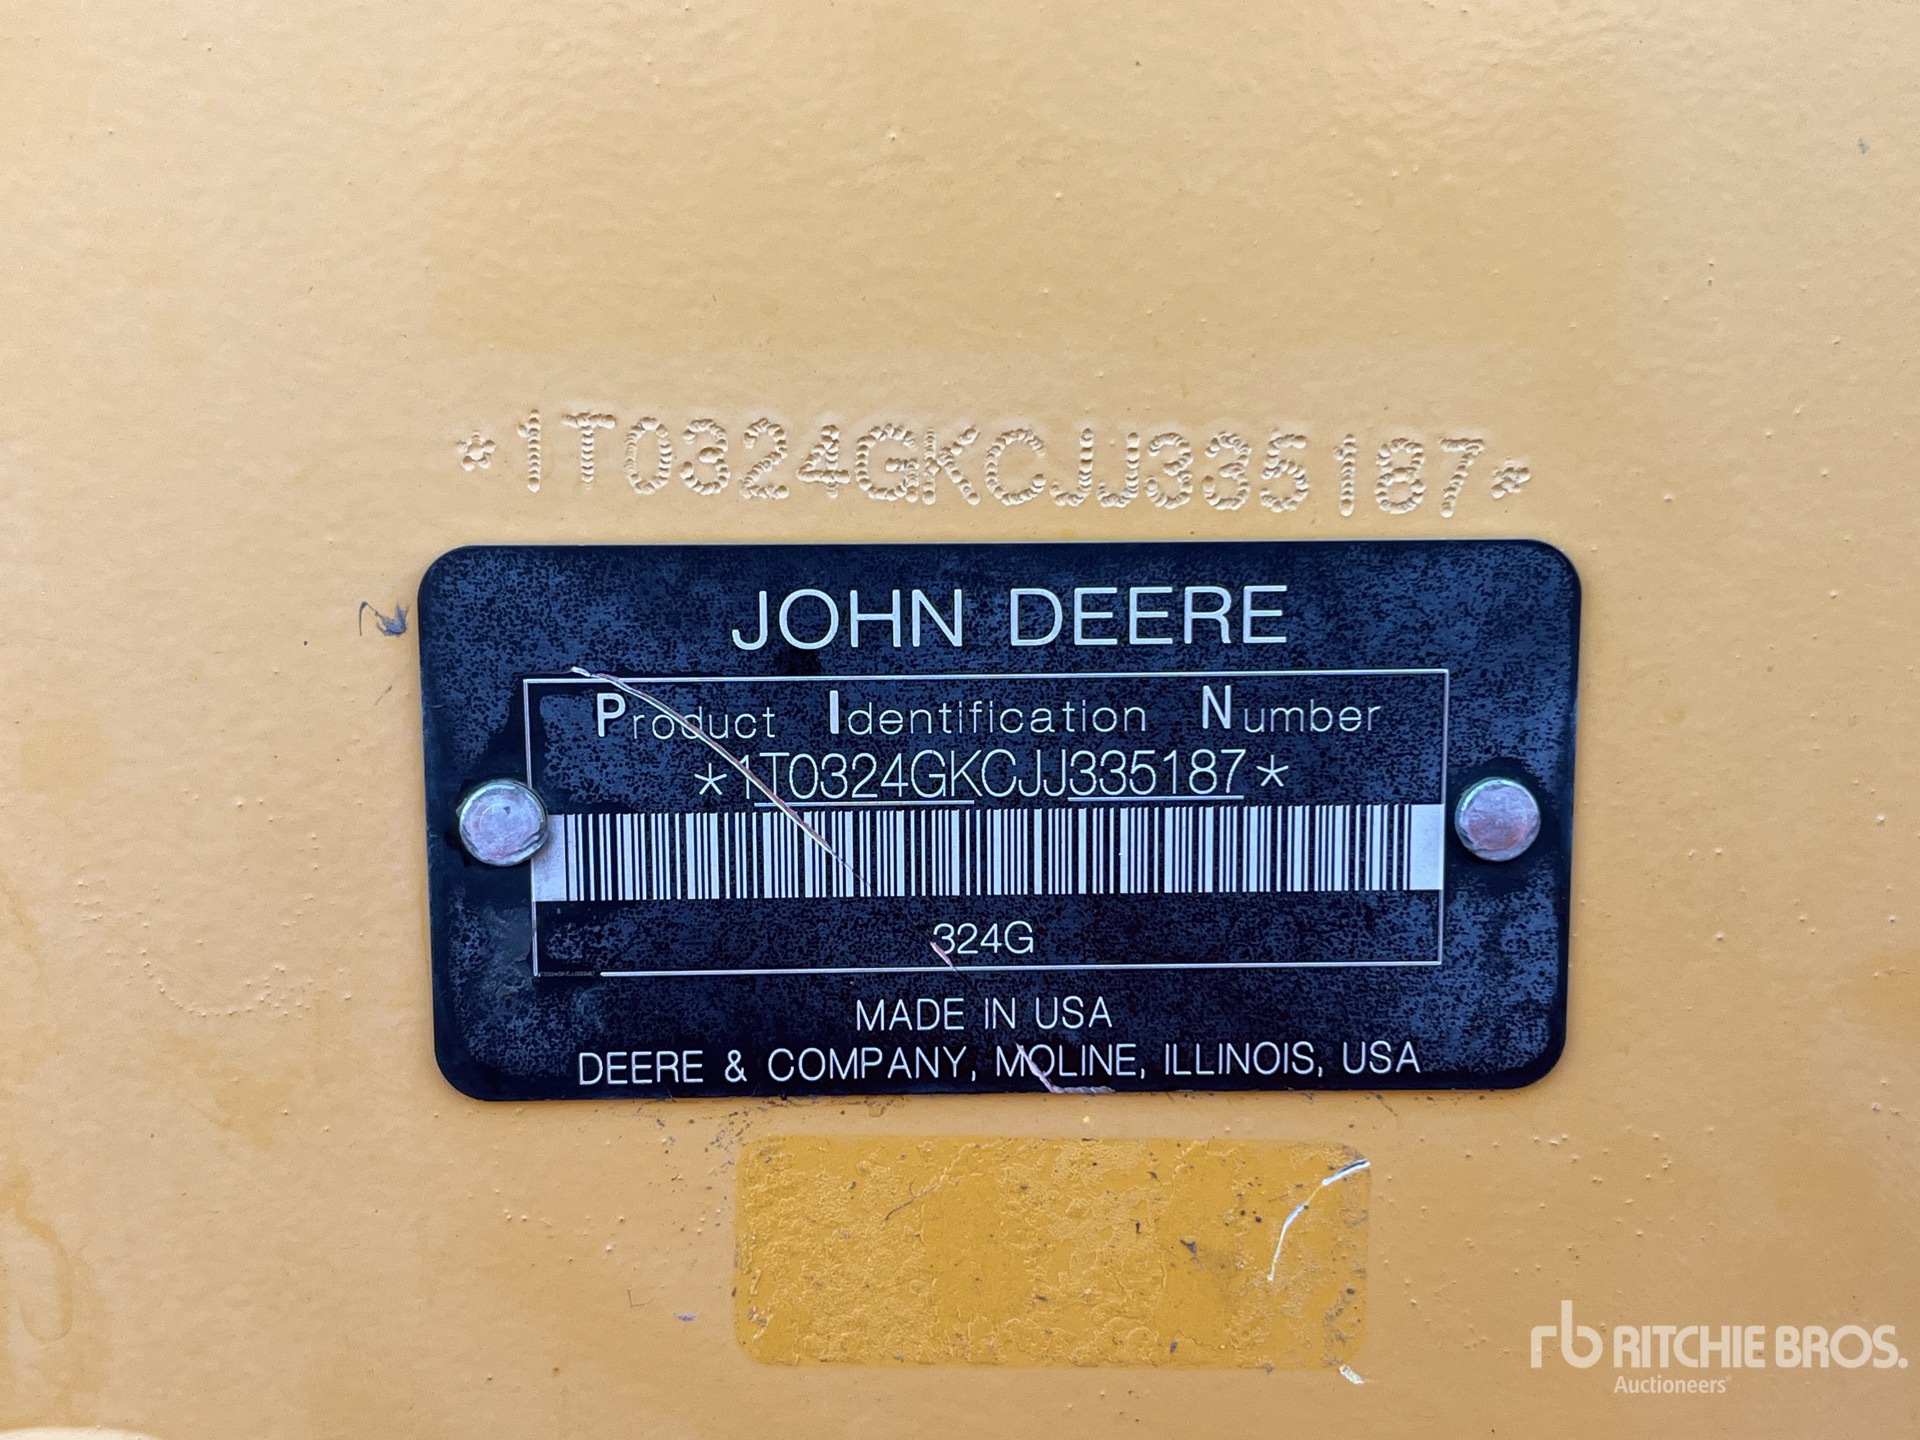 *1T0324GKCJJ335187*
JOHN DEERE
Product Identification Number
*1T0324GKCJJ335187*
324G
MADE IN USA
DEERE & COMPANY, MOLINE, ILLINOIS, USA
rb RITCHIE BROS.
Auctioneers